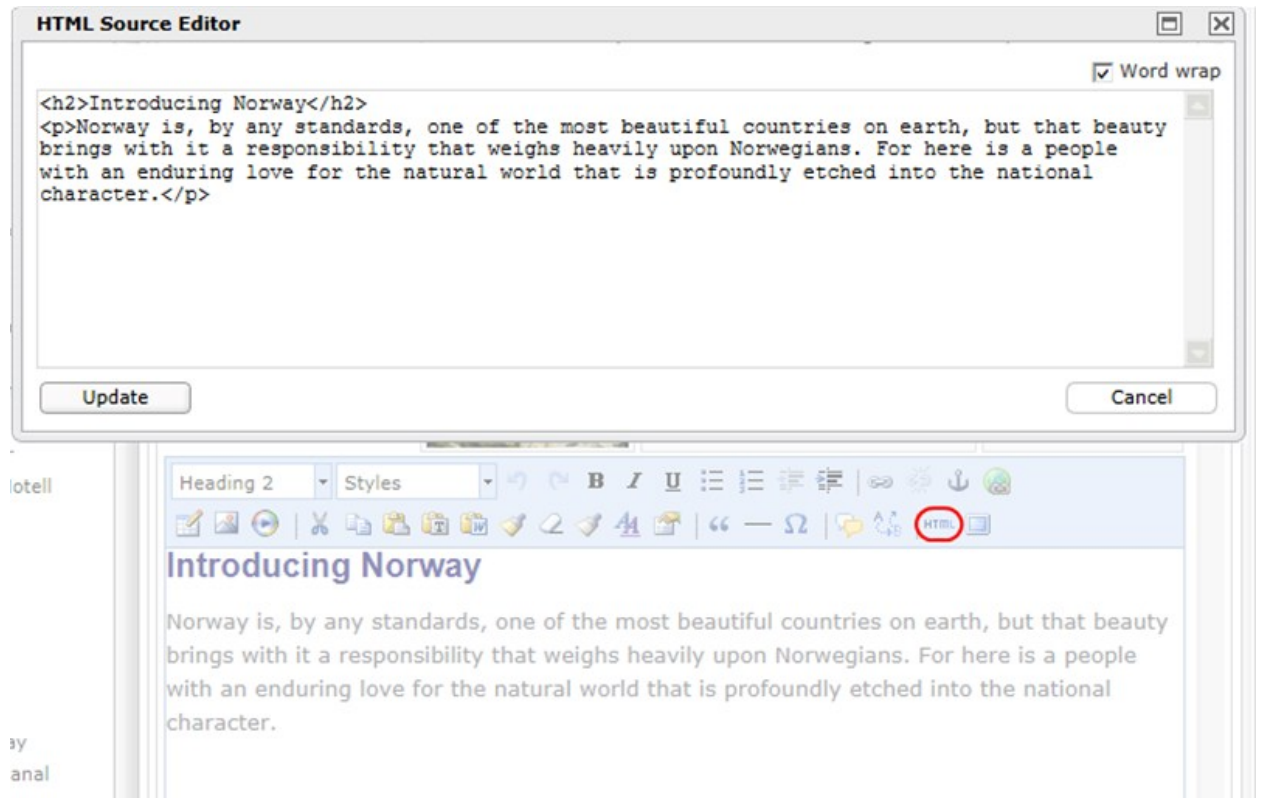 HTML Source Editor
Word wrap
<h2>Introducing Norway</h2>
<p>Norway is, by any standards, one of the most beautiful countries on earth, but that beauty
brings with it a responsibility that weighs heavily upon Norwegians. For here is a people
with an enduring love for the natural world that is profoundly etched into the national
character.</p>
Update
Cancel
Heading 2
Styles
B I U
HTML
Introducing Norway
Norway is, by any standards, one of the most beautiful countries on earth, but that beauty
brings with it a responsibility that weighs heavily upon Norwegians. For here is a people
with an enduring love for the natural world that is profoundly etched into the national
character.
otell
ay
anal